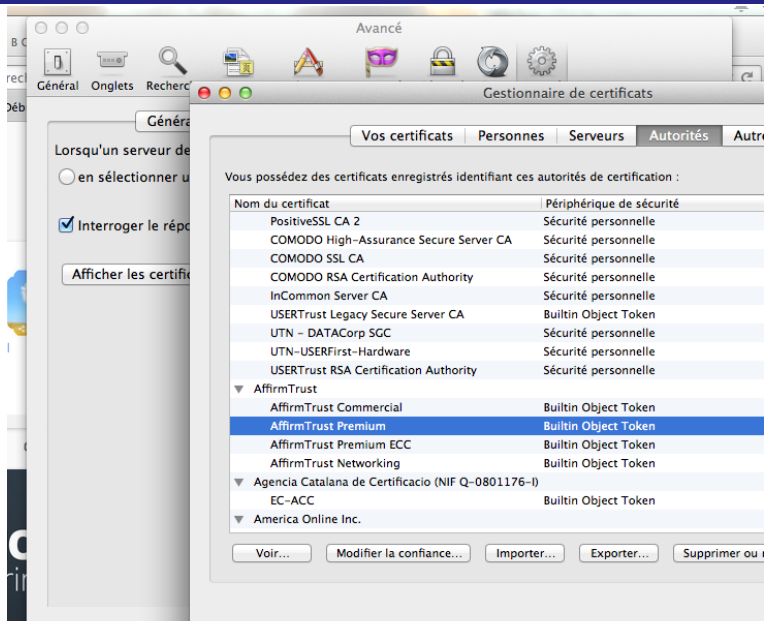 Avancé
Général Onglets
Gestionnaire de certificats
Vos certificats Personnes Serveurs Autorités
Lorsqu'un serveur
en sélectionner
Vous possédez des certificats enregistrés identifiant ces autorités de certification :
Interroger le
Afficher les
Nom du certificat Périphérique de sécurité
PositiveSSL CA 2 Sécurité personnelle
COMODO High-Assurance Secure Server CA Sécurité personnelle
COMODO SSL CA Sécurité personnelle
COMODO RSA Certification Authority Sécurité personnelle
InCommon Server CA Sécurité personnelle
USERTrust Legacy Secure Server CA Builtin Object Token
UTN - DATACorp SGC Sécurité personnelle
UTN-USERFirst-Hardware Sécurité personnelle
USERTrust RSA Certification Authority Sécurité personnelle
AffirmTrust
AffirmTrust Commercial Builtin Object Token
AffirmTrust Premium Builtin Object Token
AffirmTrust Premium ECC Builtin Object Token
AffirmTrust Networking Builtin Object Token
Agencia Catalana de Certificacio (NIF Q-0801176-I)
EC-ACC Builtin Object Token
America Online Inc.
Voir... Modifier la confiance... Importer... Exporter... Supprimer ou